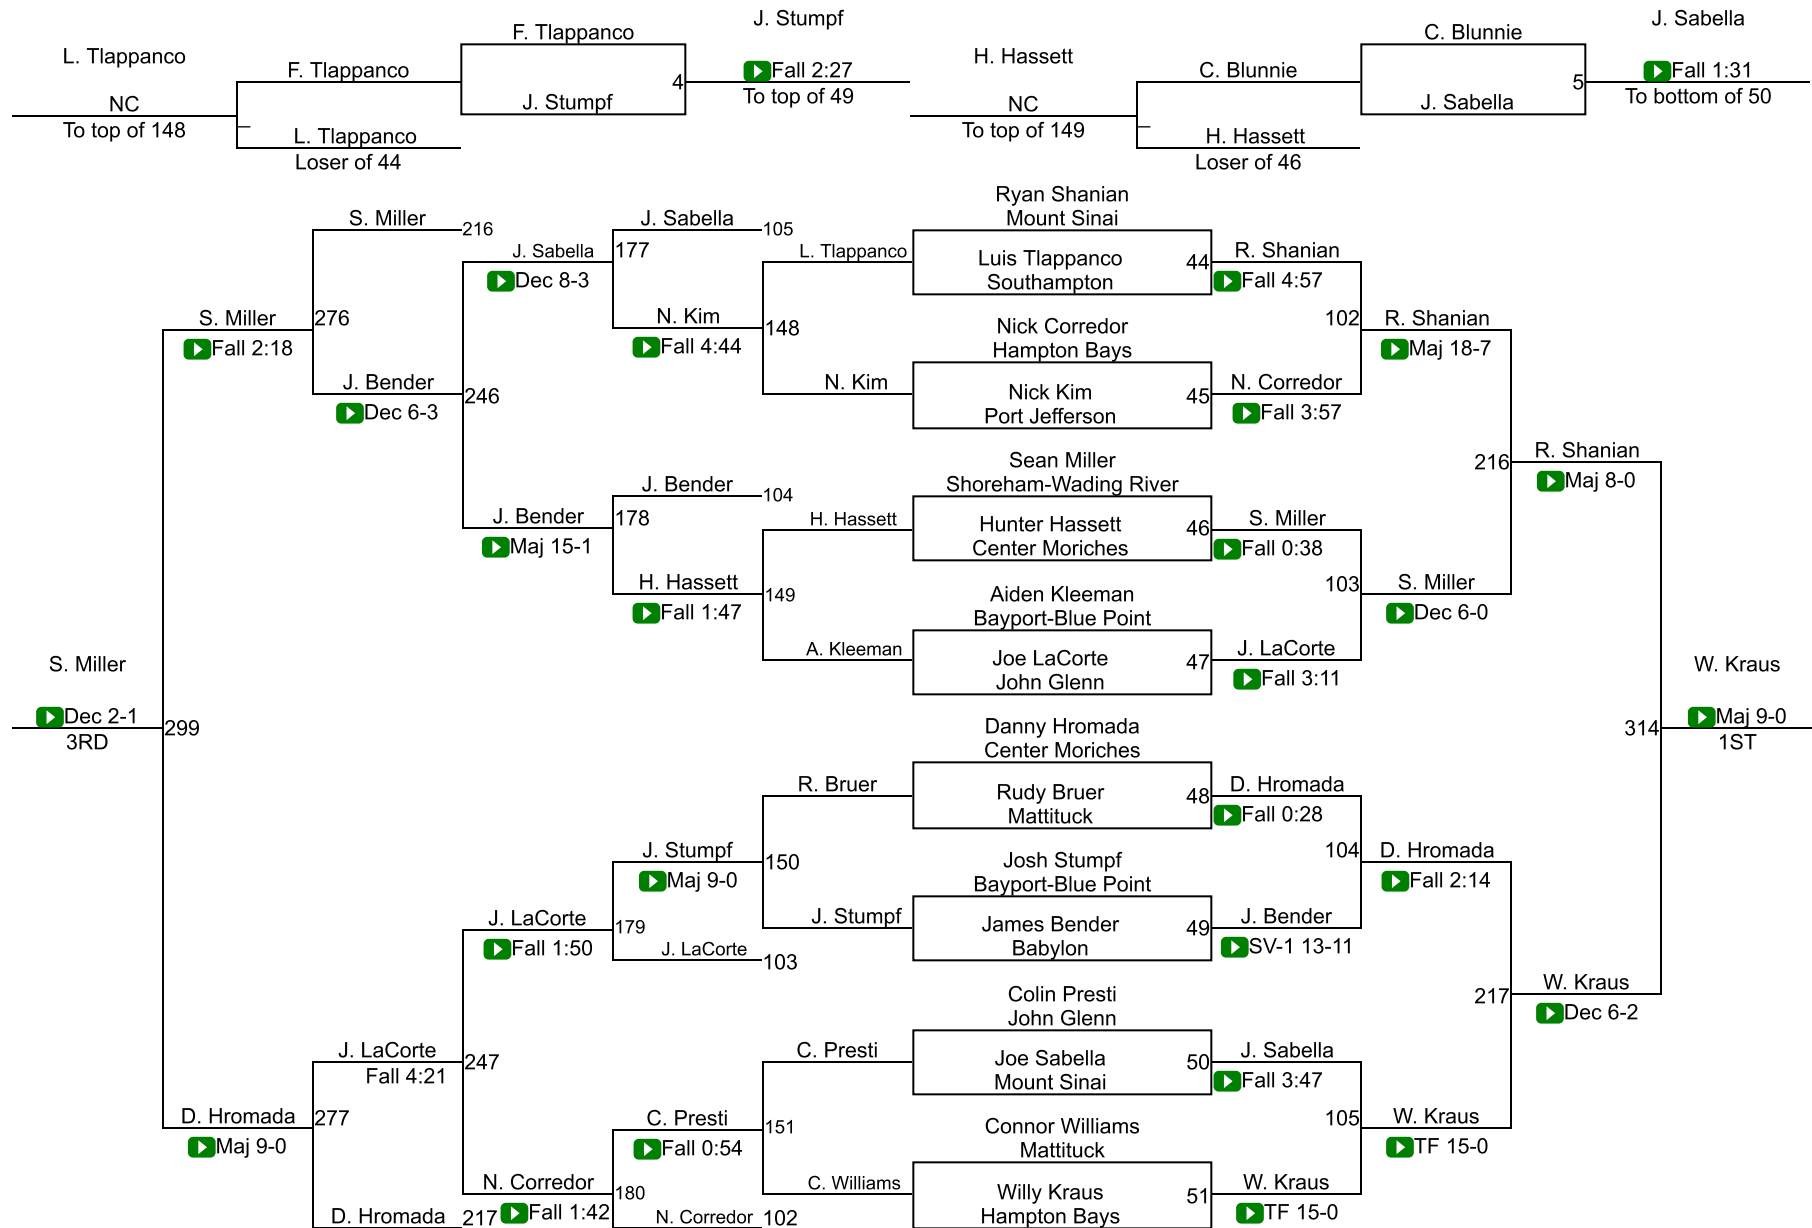 J. Stumpf
J. Sabella
F. Tlappanco
C. Blunnie
L. Tlappanco
H. Hassett
F. Tlappanco
4
Fall 2:27
C. Blunnie
5
Fall 1:31
NC
J. Stumpf
To top of 49
NC
J. Sabella
To bottom of 50
To top of 148
L. Tlappanco
To top of 149
H. Hassett
Loser of 44
Loser of 46
Ryan Shanian
Mount Sinai
S. Miller
216
J. Sabella
105
J. Sabella
177
L. Tlappanco
Luis Tlappanco
Southampton
44
R. Shanian
Dec 8-3
Fall 4:57
S. Miller
276
N. Kim
148
Nick Corredor
Hampton Bays
102
R. Shanian
Fall 2:18
Fall 4:44
Maj 18-7
J. Bender
246
N. Kim
Nick Kim
Port Jefferson
45
N. Corredor
Dec 6-3
Fall 3:57
Sean Miller
Shoreham-Wading River
216
R. Shanian
Maj 8-0
J. Bender
104
J. Bender
178
H. Hassett
Hunter Hassett
Center Moriches
46
S. Miller
Maj 15-1
Fall 0:38
H. Hassett
149
Aiden Kleeman
Bayport-Blue Point
103
S. Miller
Fall 1:47
Dec 6-0
A. Kleeman
Joe LaCorte
John Glenn
47
J. LaCorte
Fall 3:11
S. Miller
W. Kraus
Dec 2-1
299
3RD
Danny Hromada
Center Moriches
314
Maj 9-0
1ST
R. Bruer
Rudy Bruer
Mattituck
48
D. Hromada
Fall 0:28
J. Stumpf
150
Josh Stumpf
Bayport-Blue Point
104
D. Hromada
Maj 9-0
Fall 2:14
J. LaCorte
179
J. Stumpf
James Bender
Babylon
49
J. Bender
Fall 1:50
J. LaCorte
103
SV-1 13-11
Colin Presti
John Glenn
217
W. Kraus
Dec 6-2
J. LaCorte
247
C. Presti
Joe Sabella
Mount Sinai
50
J. Sabella
Fall 4:21
Fall 3:47
D. Hromada
277
C. Presti
151
Connor Williams
Mattituck
105
W. Kraus
Maj 9-0
Fall 0:54
TF 15-0
N. Corredor
180
C. Williams
Willy Kraus
Hampton Bays
51
W. Kraus
D. Hromada
217
Fall 1:42
N. Corredor
102
TF 15-0